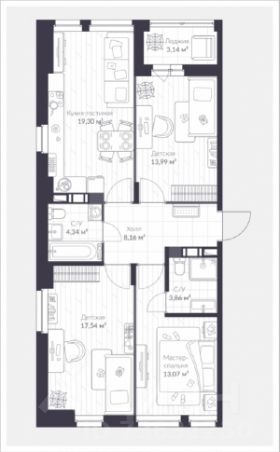 Лоджия
3,14 м²
Кухня гостиная
19,30 м²
Детская
13,99 м²
С/У
4,34 м²
Холл
8,16 м²
С/У
3,86 м²
Детская
17,54 м²
Мастер-
спальня
13,07 м²